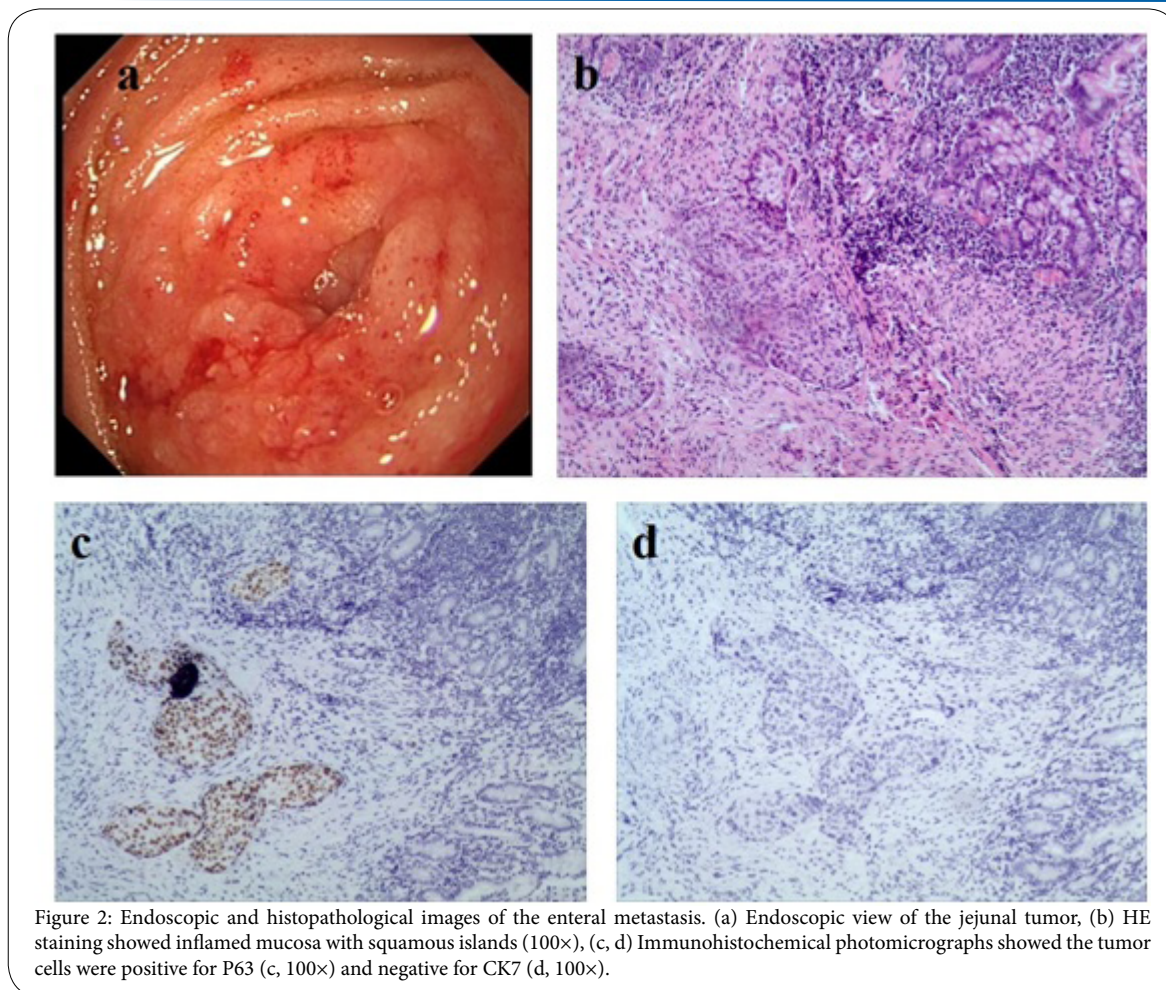 a
b
c
d
Figure 2: Endoscopic and histopathological images of the enteral metastasis. (a) Endoscopic view of the jejunal tumor, (b) HE
staining showed inflamed mucosa with squamous islands (100×), (c, d) Immunohistochemical photomicrographs showed the tumor
cells were positive for P63 (c, 100×) and negative for CK7 (d, 100×).